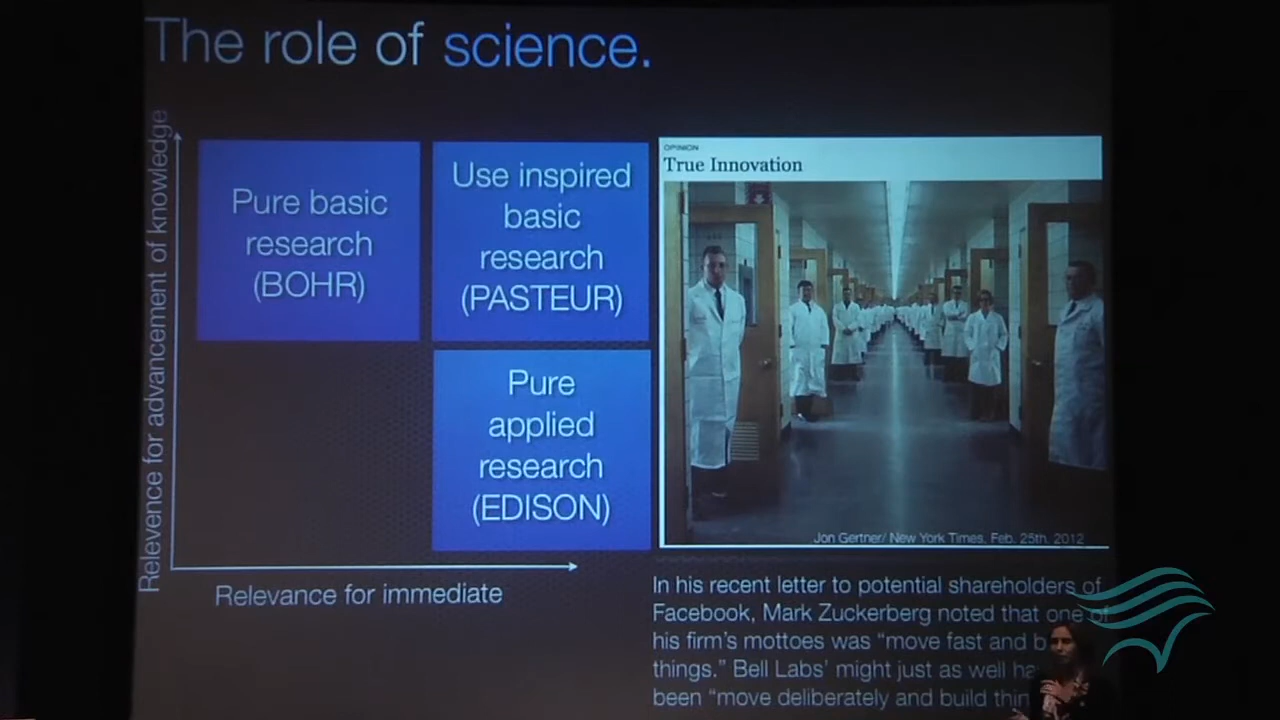 The role of science.
Relevence for advancement of knowledge
Pure basic
research
(BOHR)
Use inspired
basic
research
(PASTEUR)
Pure
applied
research
(EDISON)
Relevance for immediate
OPINION
True Innovation
Jon Gertner/ New York Times. Feb. 25th. 2012
In his recent letter to potential shareholders of
Facebook, Mark Zuckerberg noted that one of
his firm's mottoes was “move fast and
things.” Bell Labs’ might just as well
been “move deliberately and build